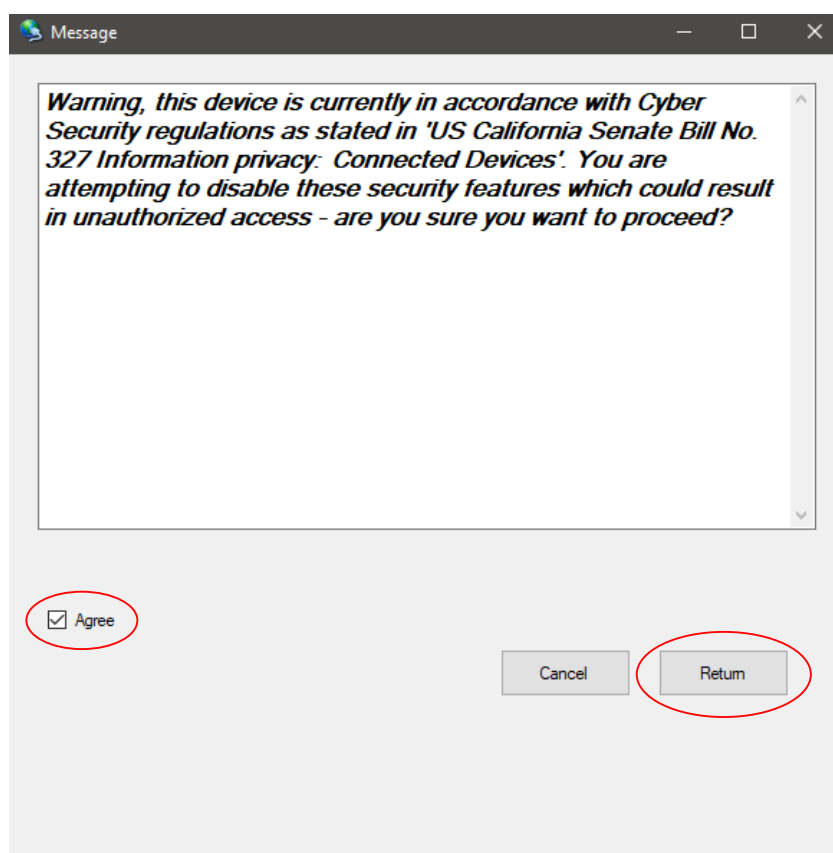 Message
Warning, this device is currently in accordance with Cyber
Security regulations as stated in 'US California Senate Bill No.
327 Information privacy: Connected Devices'. You are
attempting to disable these security features which could result
in unauthorized access - are you sure you want to proceed?
Agree
Cancel
Return